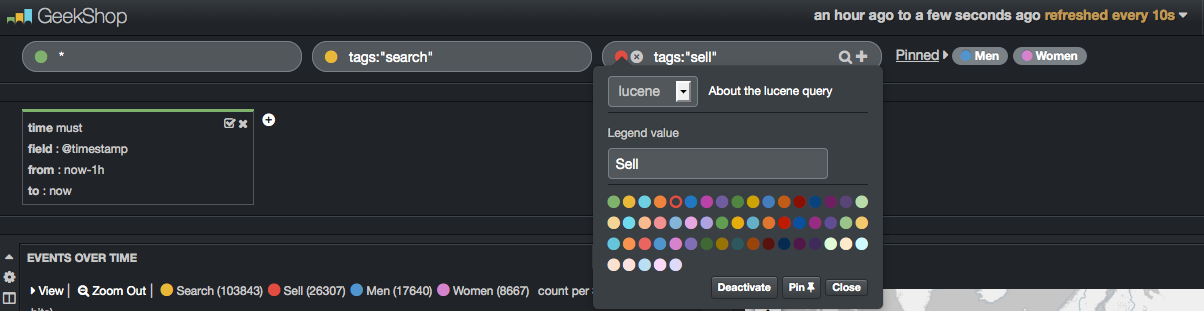 GeekShop
an hour ago to a few seconds ago refreshed every 10s
* tags:"search" tags:"sell" Pinned Men Women
lucene About the lucene query
time must
field : @timestamp
from : now-1h
to : now
Legend value
Sell
EVENTS OVER TIME
View | Zoom Out | Search (103843) Sell (26307) Men (17640) Women (8667) count per
Deactivate Pin Close